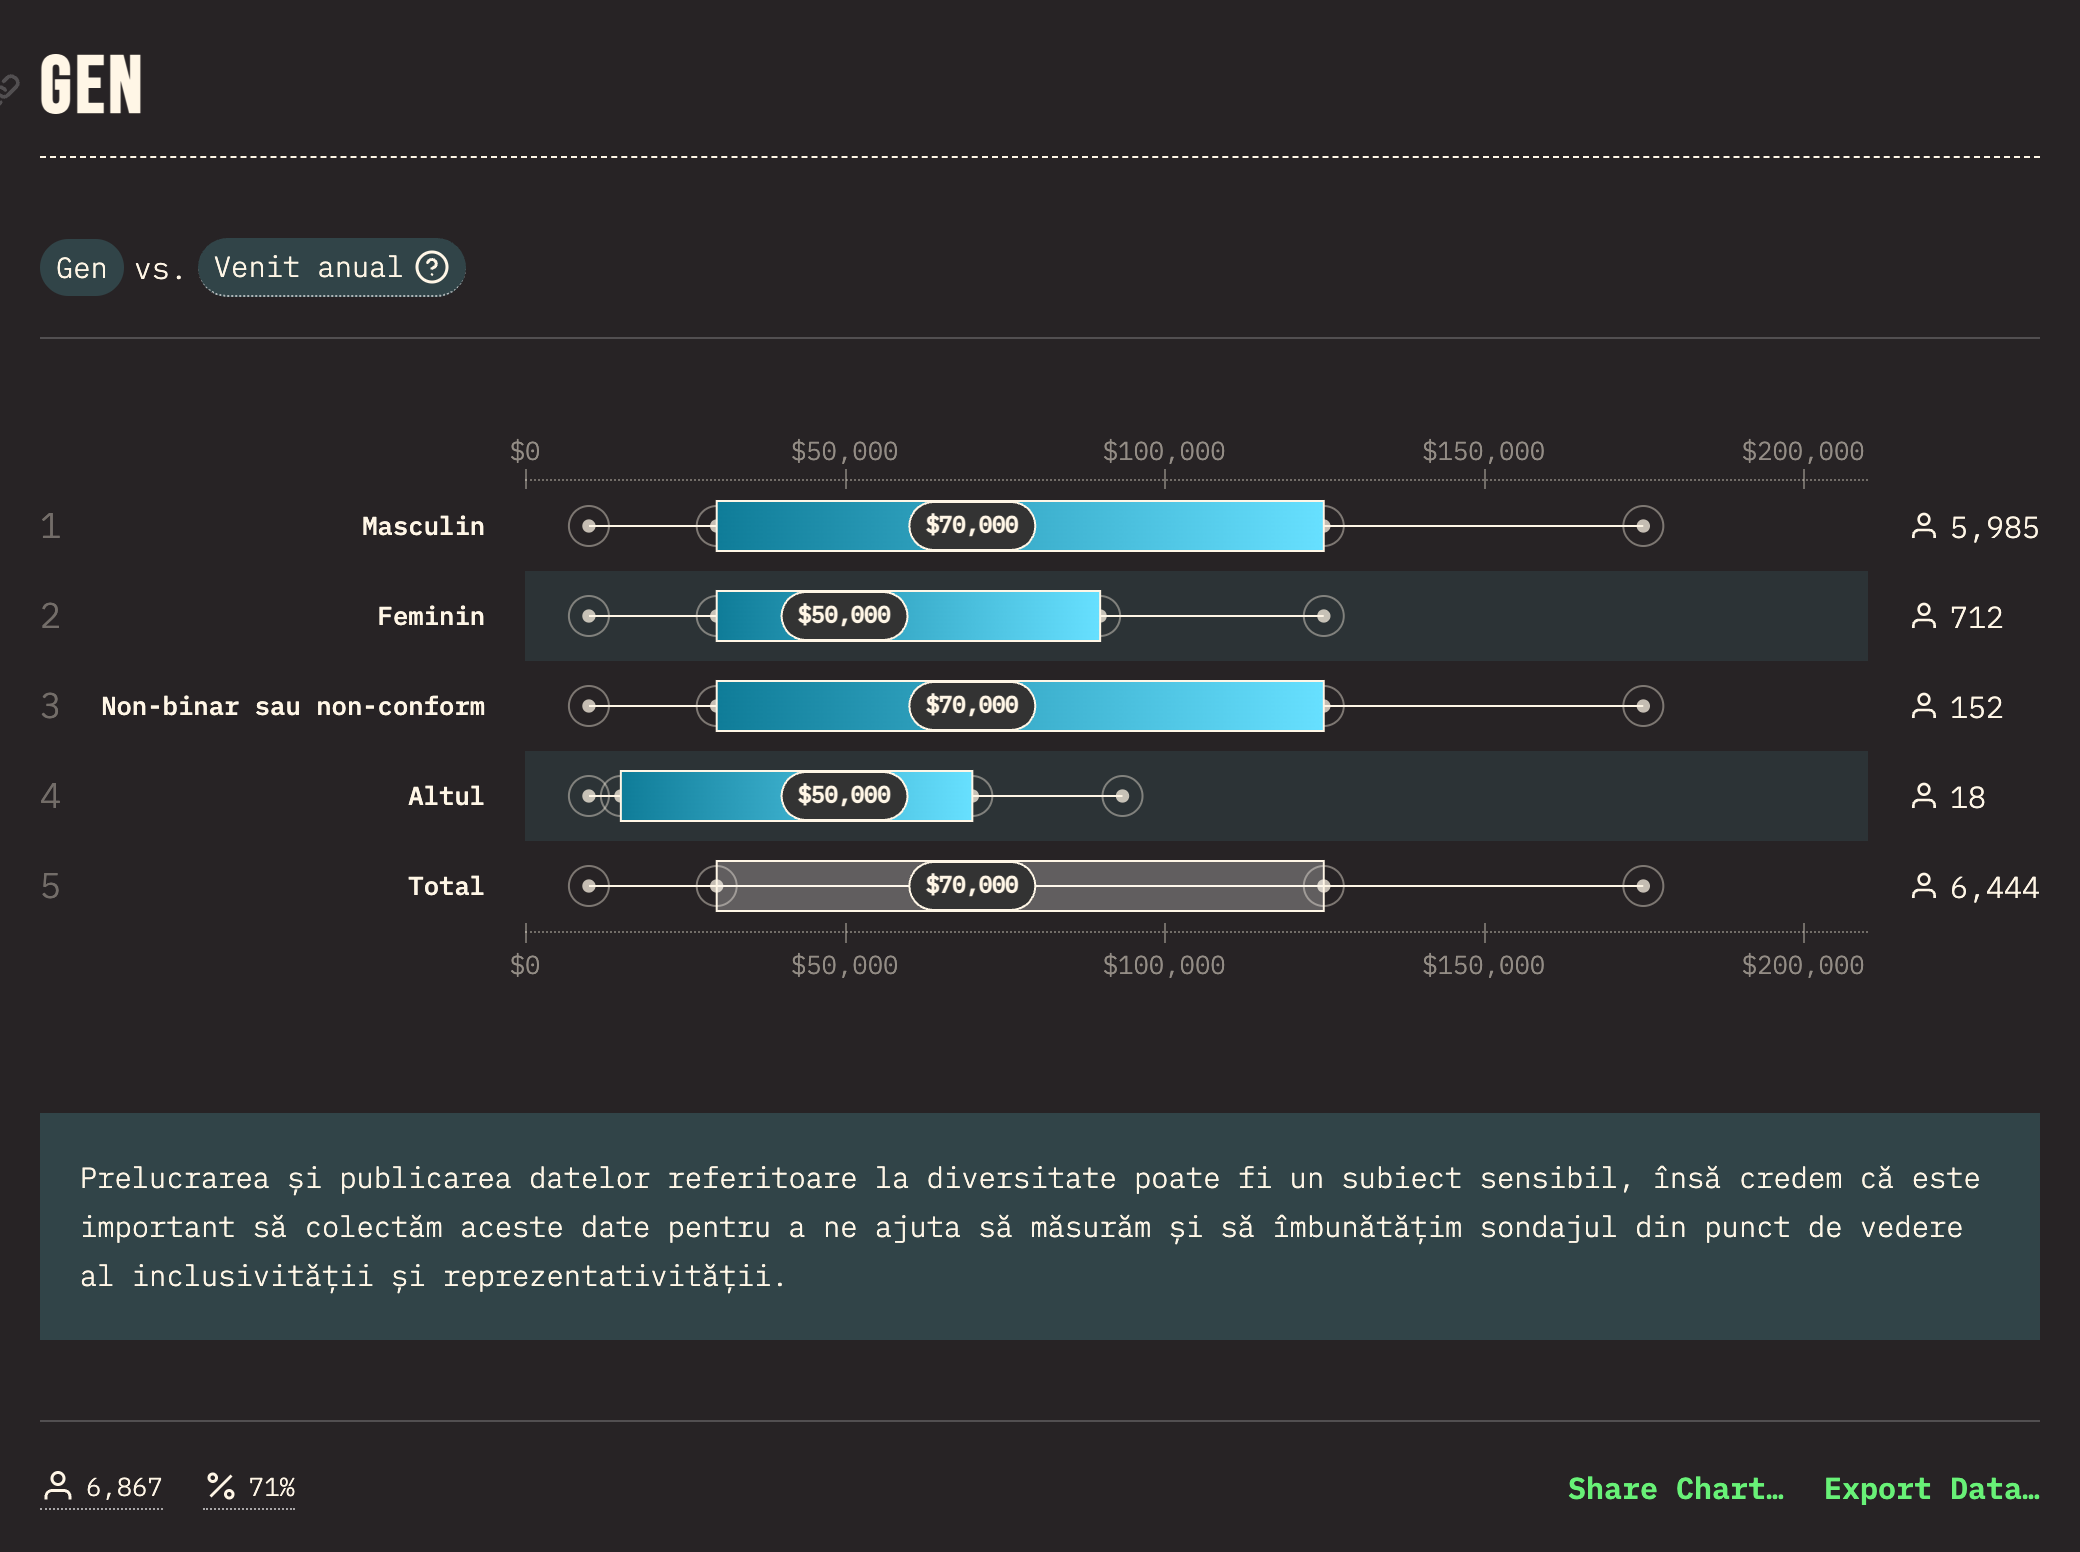 GEN
Gen vs. Venit anual
$0 $50,000 $100,000 $150,000 $200,000
1 Masculin $70,000 5,985
2 Feminin $50,000 712
3 Non-binar sau non-conform $70,000 152
4 Altul $50,000 18
5 Total $70,000 6,444
$0 $50,000 $100,000 $150,000 $200,000
Prelucrarea și publicarea datelor referitoare la diversitate poate fi un subiect sensibil, însă credem că este
important să colectăm aceste date pentru a ne ajuta să măsurăm și să îmbunătățim sondajul din punct de vedere
al inclusivității și reprezentativității.
6,867 71% Share Chart… Export Data…